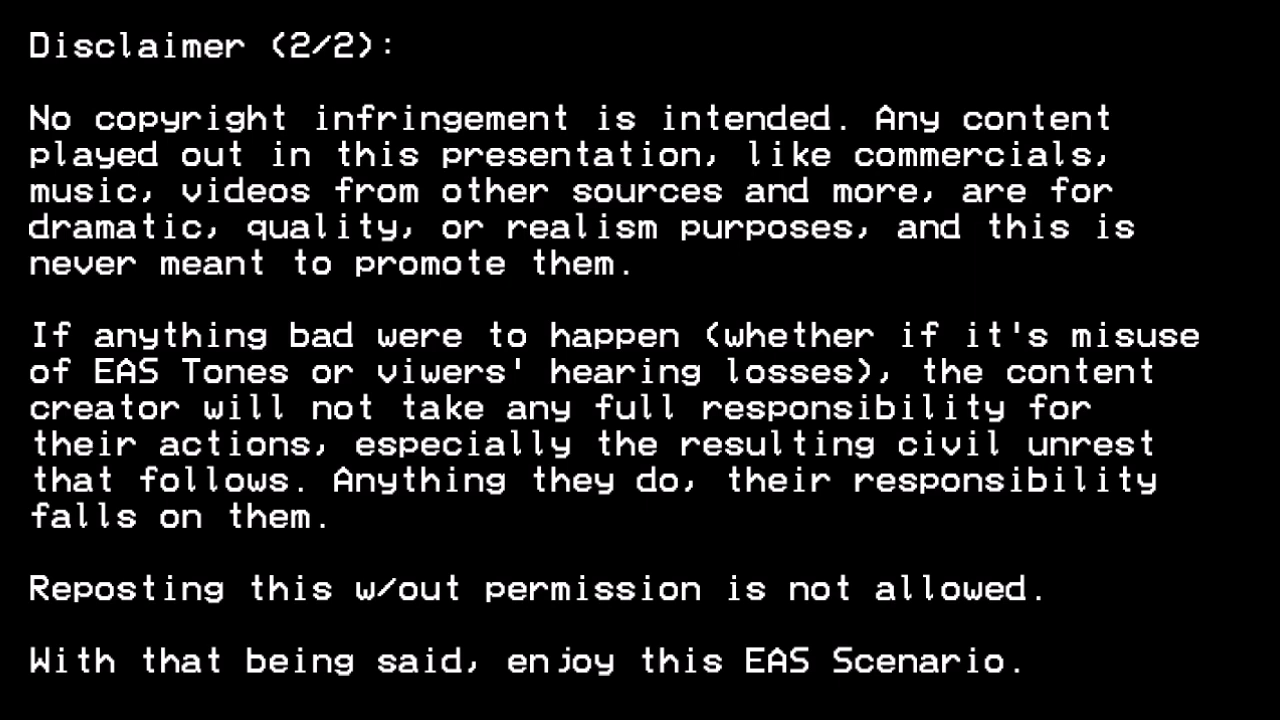 Disclaimer (2/2):
No copyright infringement is intended. Any content
played out in this presentation, like commercials,
music, videos from other sources and more, are for
dramatic, quality, or realism purposes, and this is
never meant to promote them.
If anything bad were to happen (whether if it's misuse
of EAS Tones or viwers' hearing losses), the content
creator will not take any full responsibility for
their actions, especially the resulting civil unrest
that follows. Anything they do, their responsibility
falls on them.
Reposting this w/out permission is not allowed.
With that being said, enjoy this EAS Scenario.